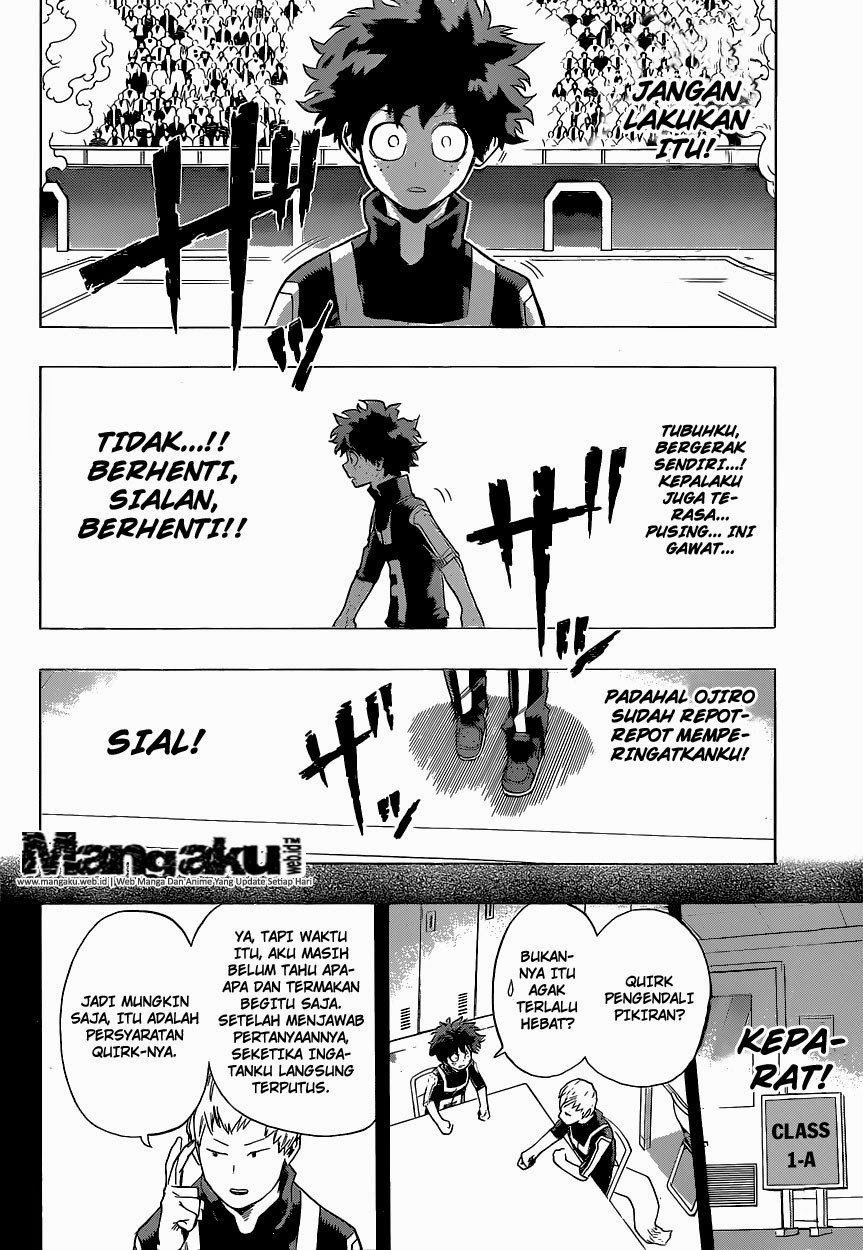 JANGAN
LAKUKAN
ITU!
TUBUHKU,
BERGERAK
SENDIRI...!
KEPALAKU
JUGA TE-
RASA...
PUSING... INI
GAWAT...
TIDAK...!!
BERHENTI,
SIALAN,
BERHENTI!!
PADAHAL OJIRO
SUDAH REPOT-
REPOT MEMPE-
RINGATKANKU!
SIAL!
Mangaku
web.id™
www.mangaku.web.id | Web Manga Dan Anime Yang Update Setiap Hari
KEPA-
RAT!
CLASS
1-A
QUIRK
PENGENDALI
PIKIRAN?
BUKAN-
NYA ITU
AGAK
TERLALU
HEBAT?
YA, TAPI WAKTU
ITU, AKU MASIH
BELUM TAHU APA-
APA DAN TERMAKAN
BEGITU SAJA.
SETELAH MENJAWAB
PERTANYAANNYA,
SEKETIKA INGA-
TANKU LANGSUNG
TERPUTUS.
JADI MUNGKIN
SAJA, ITU ADALAH
PERSYARATAN
QUIRK-NYA.